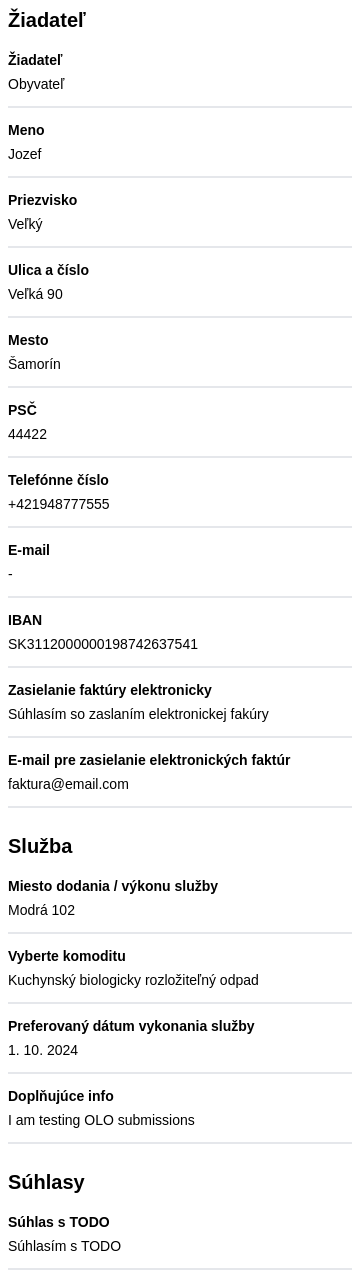 Žiadateľ
Žiadateľ
Obyvateľ
Meno
Jozef
Priezvisko
Veľký
Ulica a číslo
Veľká 90
Mesto
Šamorín
PSČ
44422
Telefónne číslo
+421948777555
E-mail
-
IBAN
SK3112000000198742637541
Zasielanie faktúry elektronicky
Súhlasím so zaslaním elektronickej fakúry
E-mail pre zasielanie elektronických faktúr
faktura@email.com
Služba
Miesto dodania / výkonu služby
Modrá 102
Vyberte komoditu
Kuchynský biologicky rozložiteľný odpad
Preferovaný dátum vykonania služby
1. 10. 2024
Doplňujúce info
I am testing OLO submissions
Súhlasy
Súhlas s TODO
Súhlasím s TODO